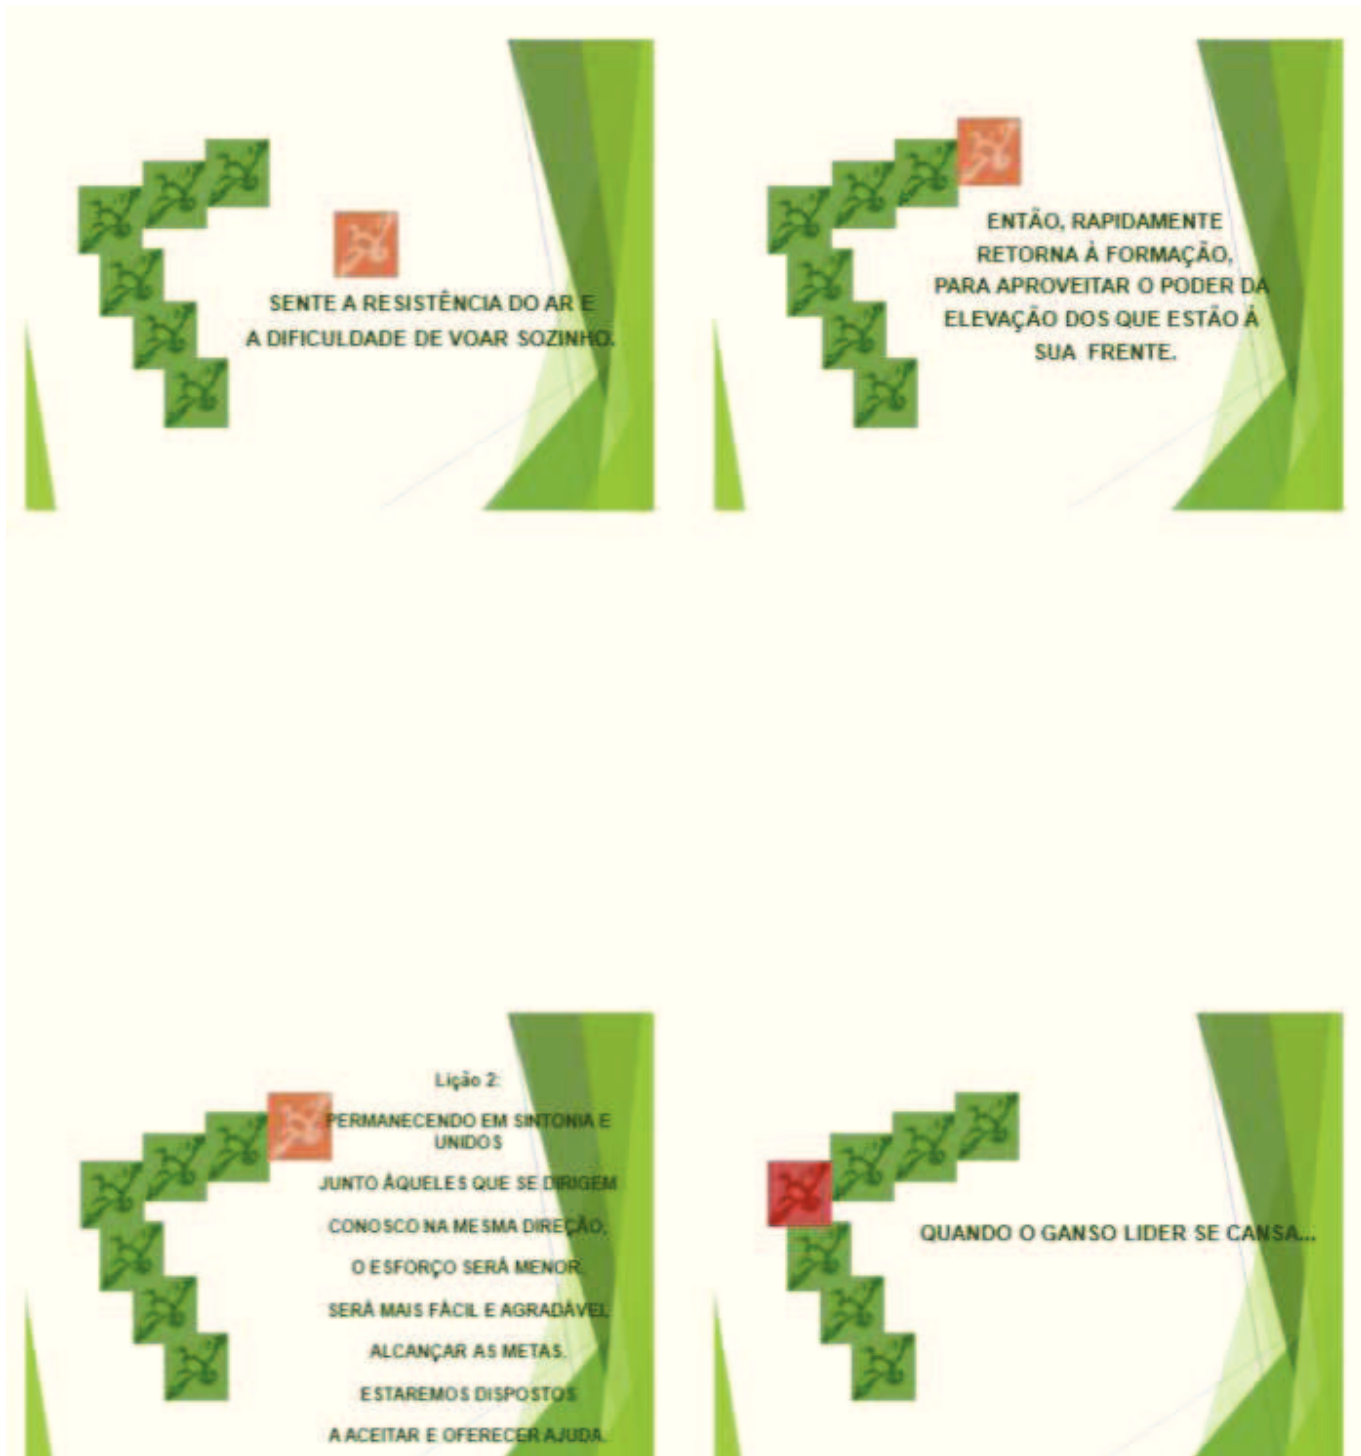 SENTE A RESISTÊNCIA DO AR E
A DIFICULDADE DE VOAR SOZINHO.
ENTÃO, RAPIDAMENTE
RETORNA À FORMAÇÃO,
PARA APROVEITAR O PODER DA
ELEVAÇÃO DOS QUE ESTÃO À
SUA FRENTE.
Lição 2:
PERMANECENDO EM SINTONIA E
UNIDOS
JUNTO ÀQUELES QUE SE DIRIGEM
CONOSCO NA MESMA DIREÇÃO,
O ESFORÇO SERÁ MENOR.
SERÁ MAIS FÁCIL E AGRADÁVEL
ALCANÇAR AS METAS.
ESTAREMOS DISPOSTOS
A ACEITAR E OFERECER AJUDA.
QUANDO O GANSO LIDER SE CANSA...